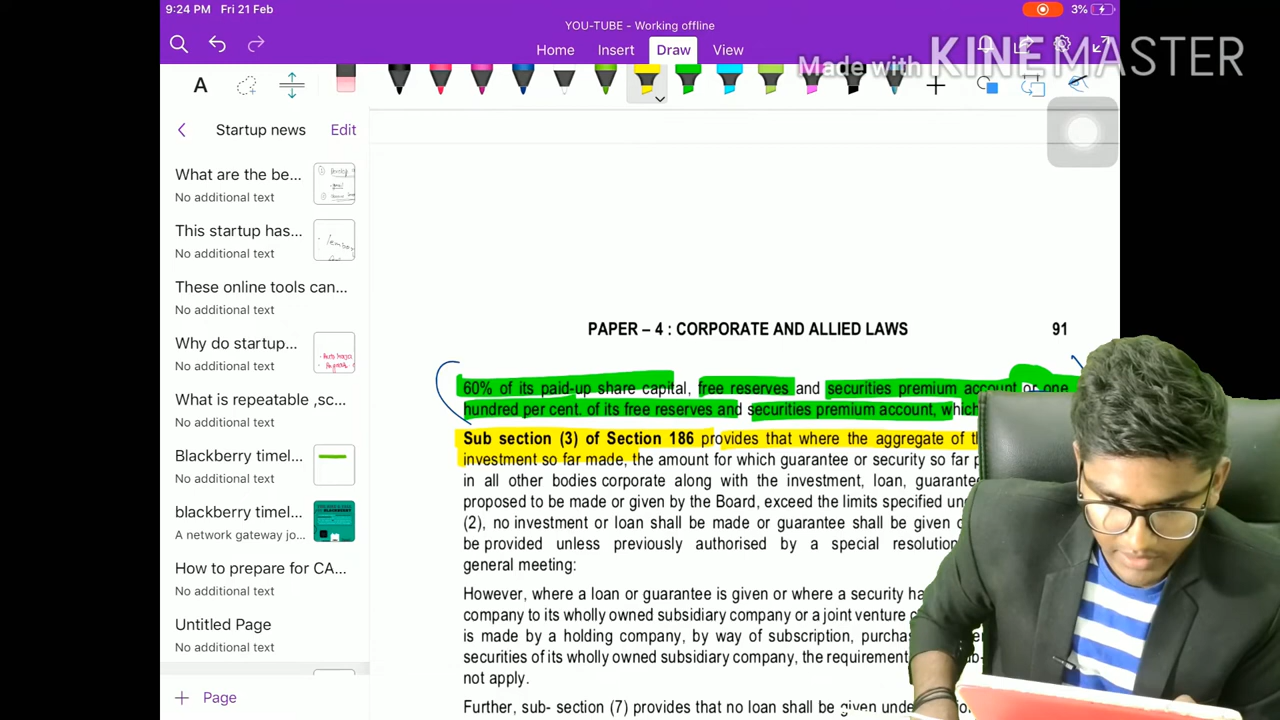 9:24 PM Fri 21 Feb
3%
YOU-TUBE - Working offline
Home Insert Draw View
Made with KINEMASTER
A
Startup news Edit
What are the be...
No additional text
This startup has...
No additional text
These online tools can...
No additional text
Why do startup...
No additional text
What is repeatable ,sc...
No additional text
Blackberry timel...
No additional text
blackberry timel...
A network gateway jo...
How to prepare for CA...
No additional text
Untitled Page
No additional text
+ Page
PAPER – 4 : CORPORATE AND ALLIED LAWS 91
60% of its paid-up share capital, free reserves and securities premium account or one
hundred per cent. of its free reserves and securities premium account, which
Sub section (3) of Section 186 provides that where the aggregate of
investment so far made, the amount for which guarantee or security so far
in all other bodies corporate along with the investment, loan,
proposed to be made or given by the Board, exceed the limits specified
(2), no investment or loan shall be made or guarantee shall be given
be provided unless previously authorised by a special
general meeting:
However, where a loan or guarantee is given or where a security
company to its wholly owned subsidiary company or a joint venture
is made by a holding company, by way of subscription,
securities of its wholly owned subsidiary company, the
not apply.
Further, sub- section (7) provides that no loan shall be given